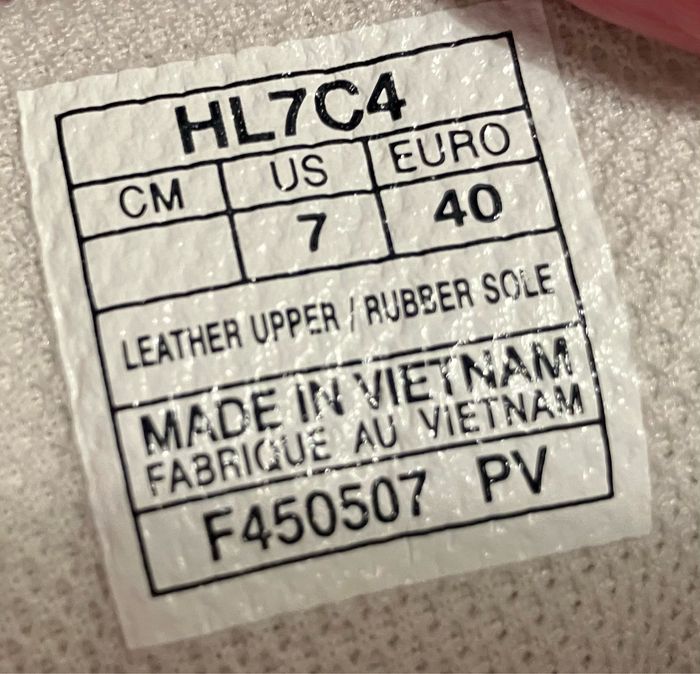 HL7C4
CM US EURO
7 40
LEATHER UPPER / RUBBER SOLE
MADE IN VIETNAM
FABRIQUE AU VIETNAM
F450507 PV